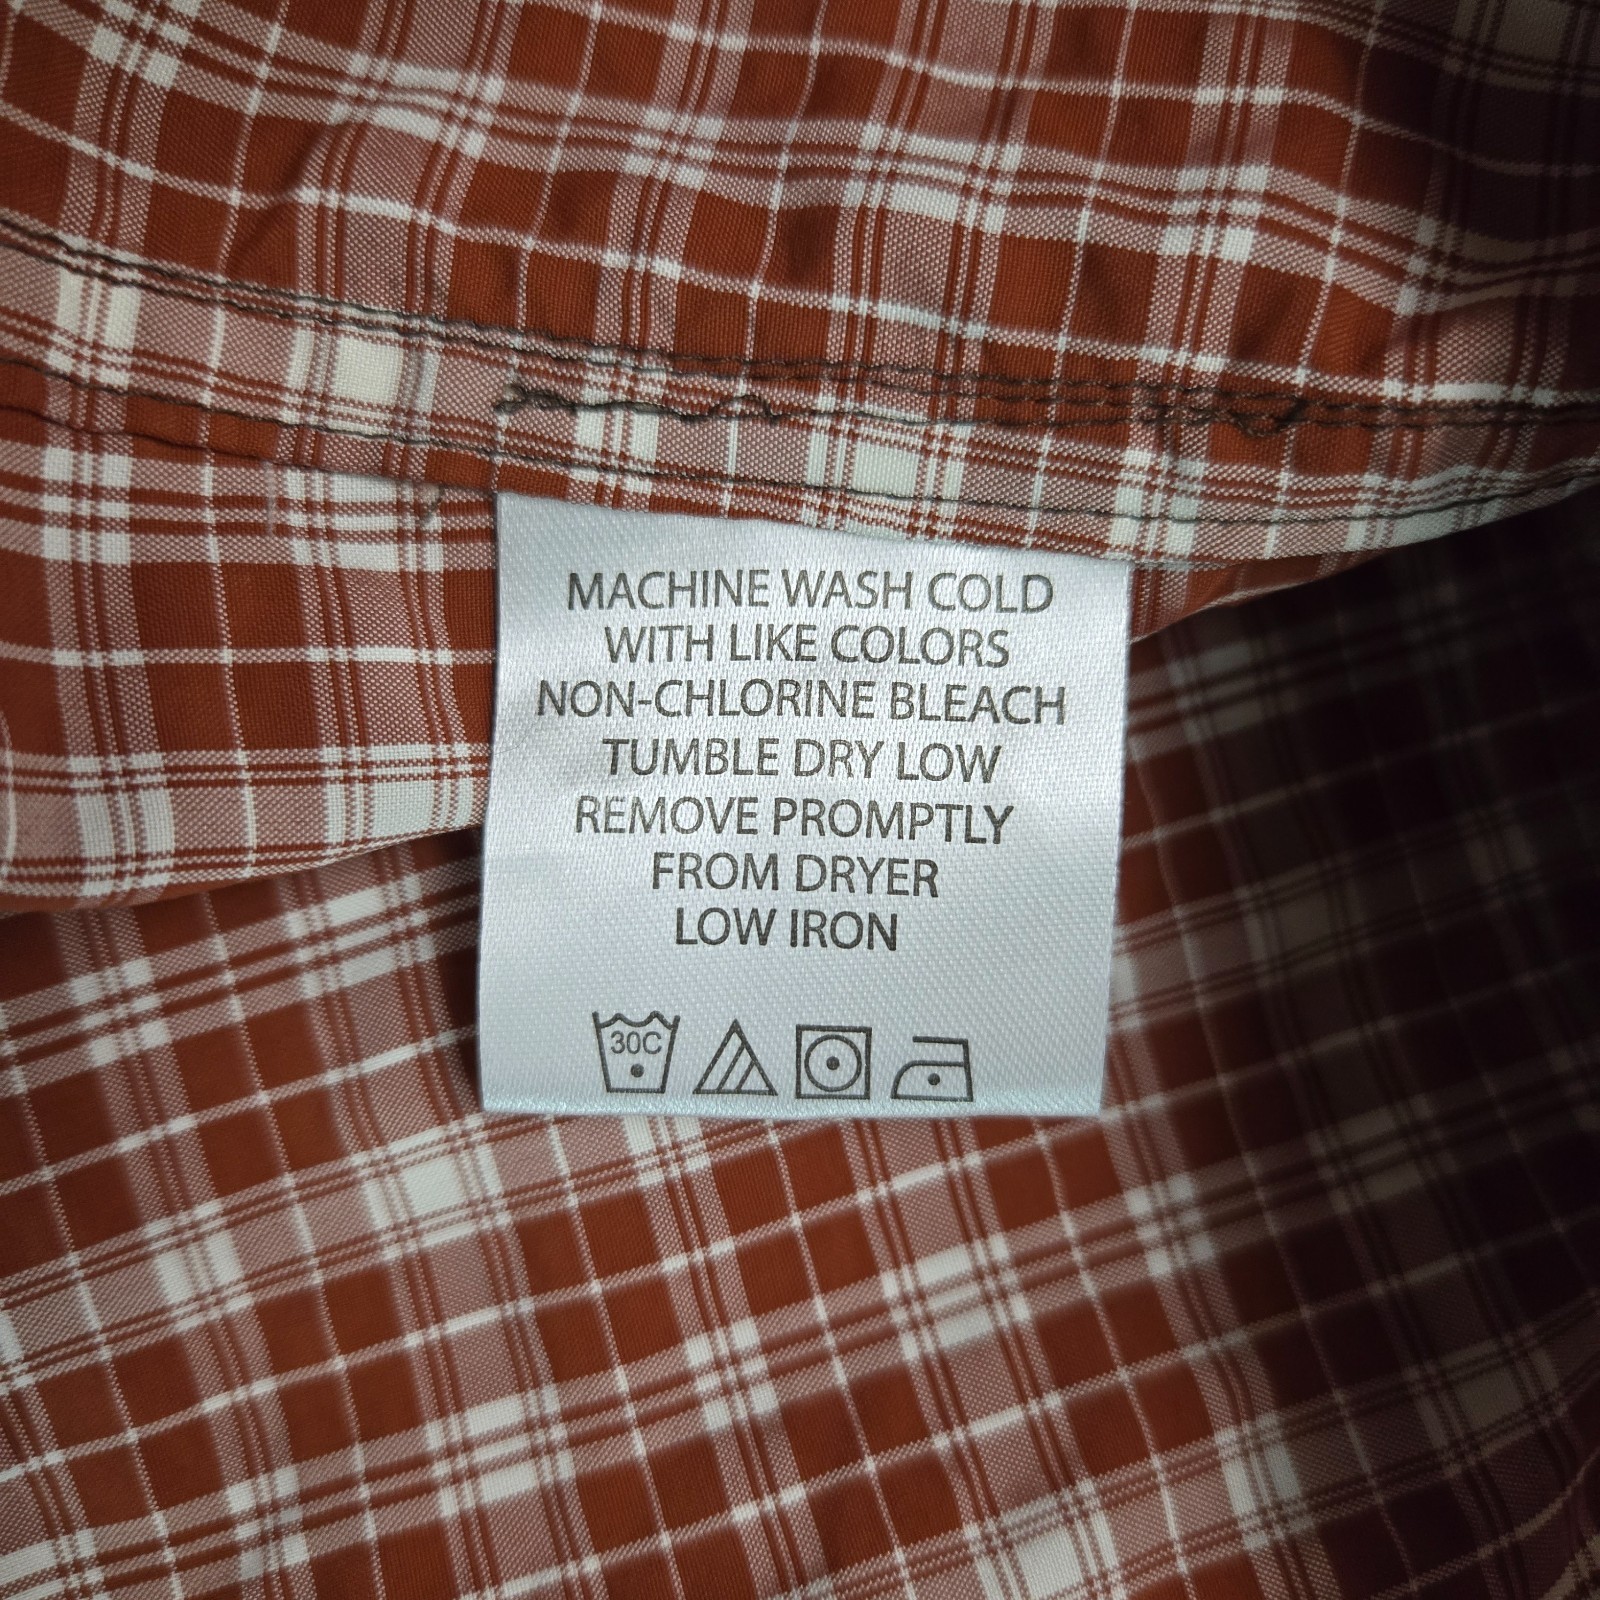 MACHINE WASH COLD
WITH LIKE COLORS
NON-CHLORINE BLEACH
TUMBLE DRY LOW
REMOVE PROMPTLY
FROM DRYER
LOW IRON
30C